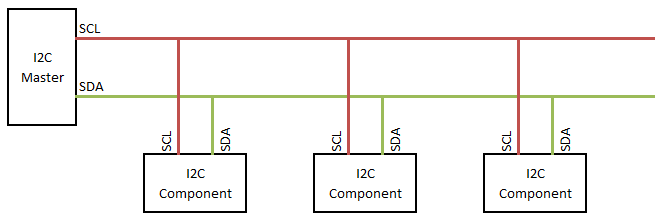 SCL
I2C
Master
SDA
SCL
SDA
SCL
SDA
SCL
SDA
I2C
Component
I2C
Component
I2C
Component